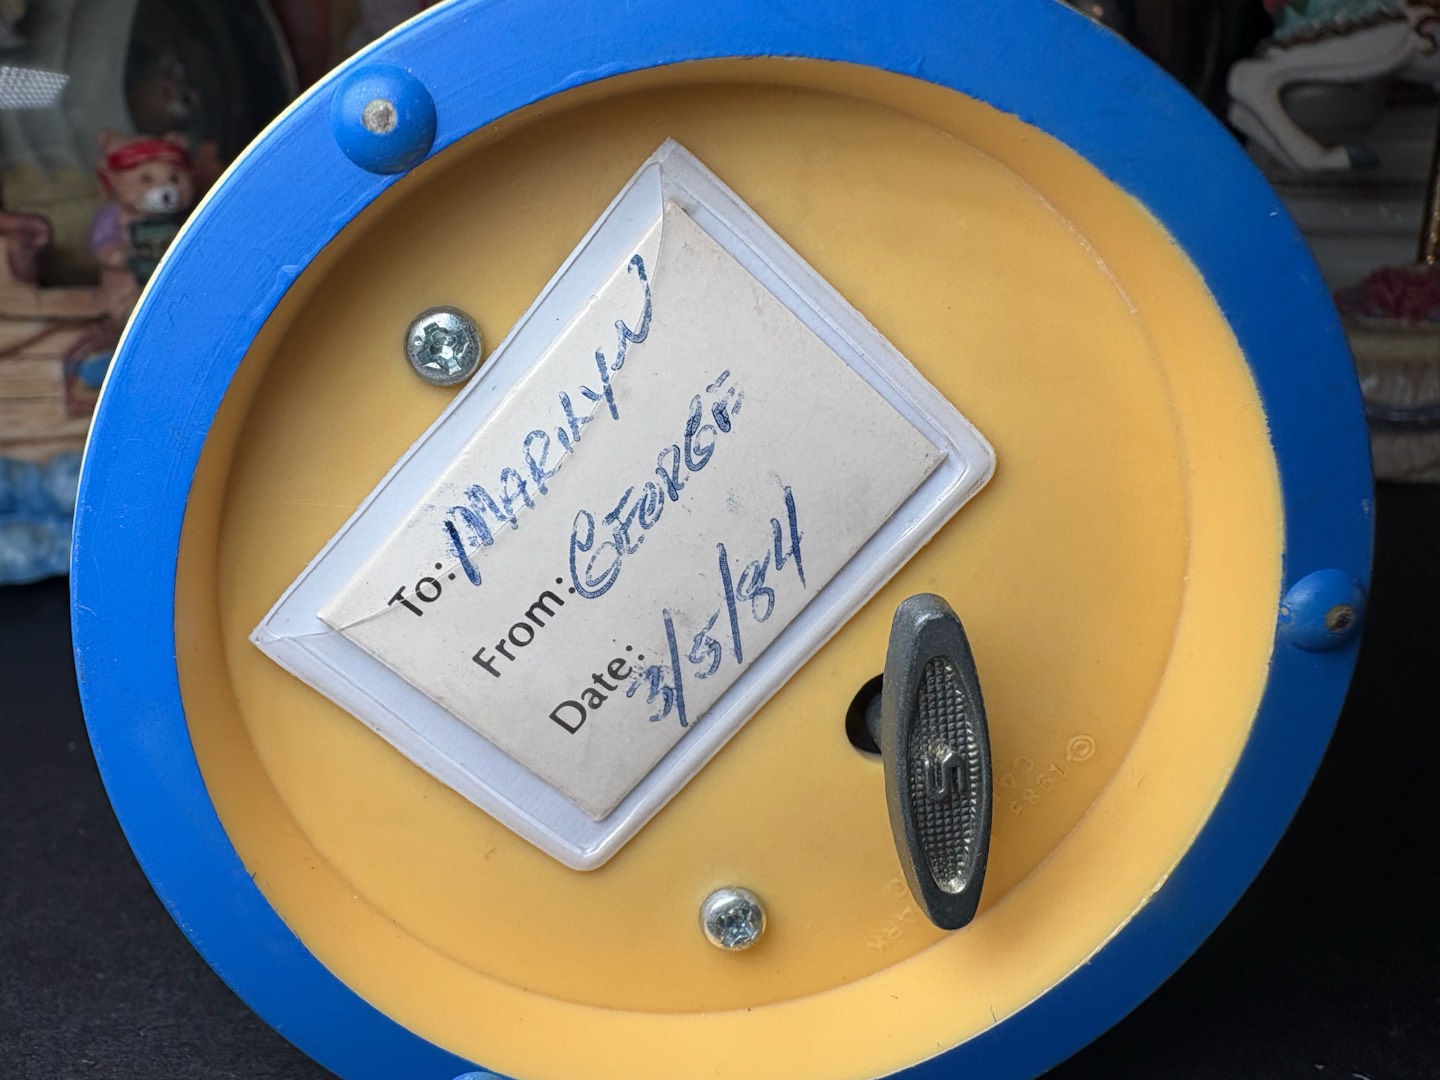 To: MARILYN
From: GEORGE
Date: 3/5/84
S
© 1983